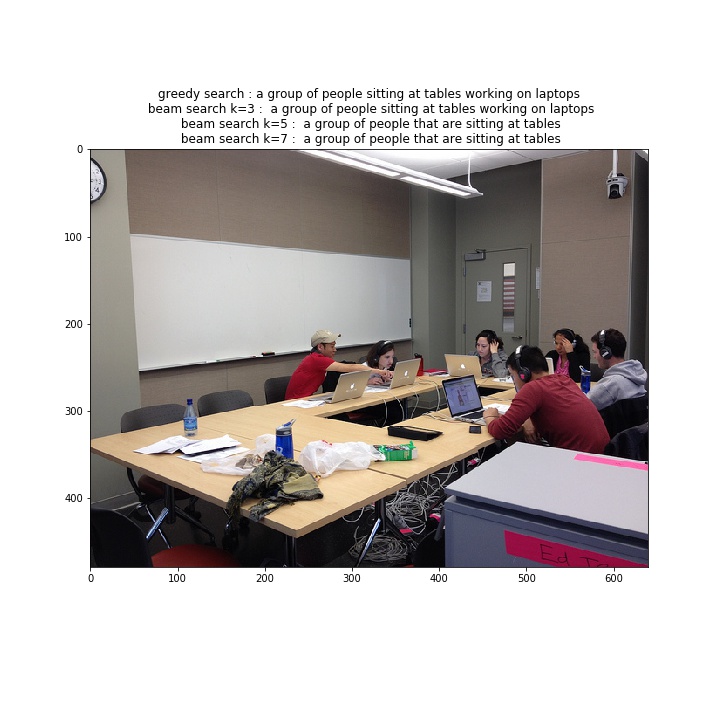 greedy search : a group of people sitting at tables working on laptops
beam search k=3 :  a group of people sitting at tables working on laptops
beam search k=5 :  a group of people that are sitting at tables
beam search k=7 :  a group of people that are sitting at tables
0
100
200
300
400
0 100 200 300 400 500 600
Ed